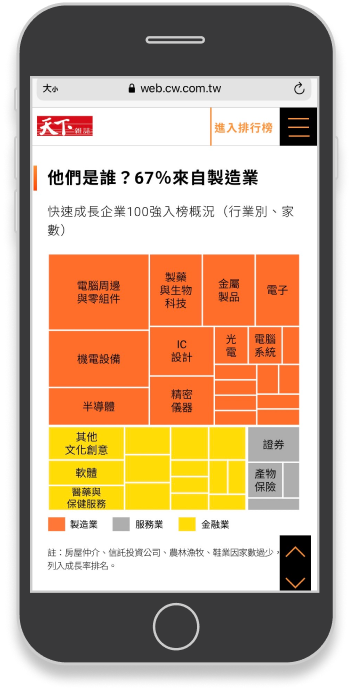 大小 web.cw.com.tw
天下雜誌
進入排行榜
他們是誰？67%來自製造業
快速成長企業100強入榜概況（行業別、家
數）
電腦周邊
與零組件
製藥
與生物
科技
金屬
製品
電子
機電設備
IC
設計
光
電
電腦
系統
半導體
精密
儀器
其他
文化創意
證券
軟體
產物
保險
醫藥與
保健服務
製造業 服務業 金融業
註：房屋仲介、信託投資公司、農林漁牧、鞋業因家數過少，
列入成長率排名。